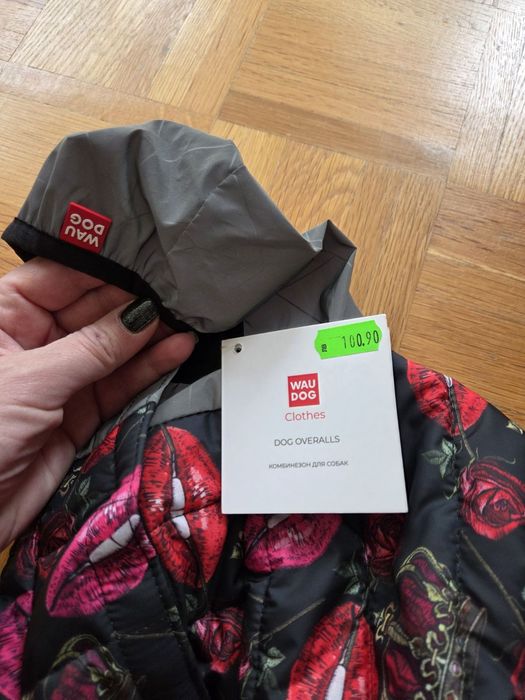 WAU
DOG
100.90
WAU
DOG
Clothes
DOG OVERALLS
КОМБИНЕЗОН ДЛЯ СОБАК